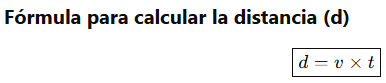 Fórmula para calcular la distancia (d)
d = v × t